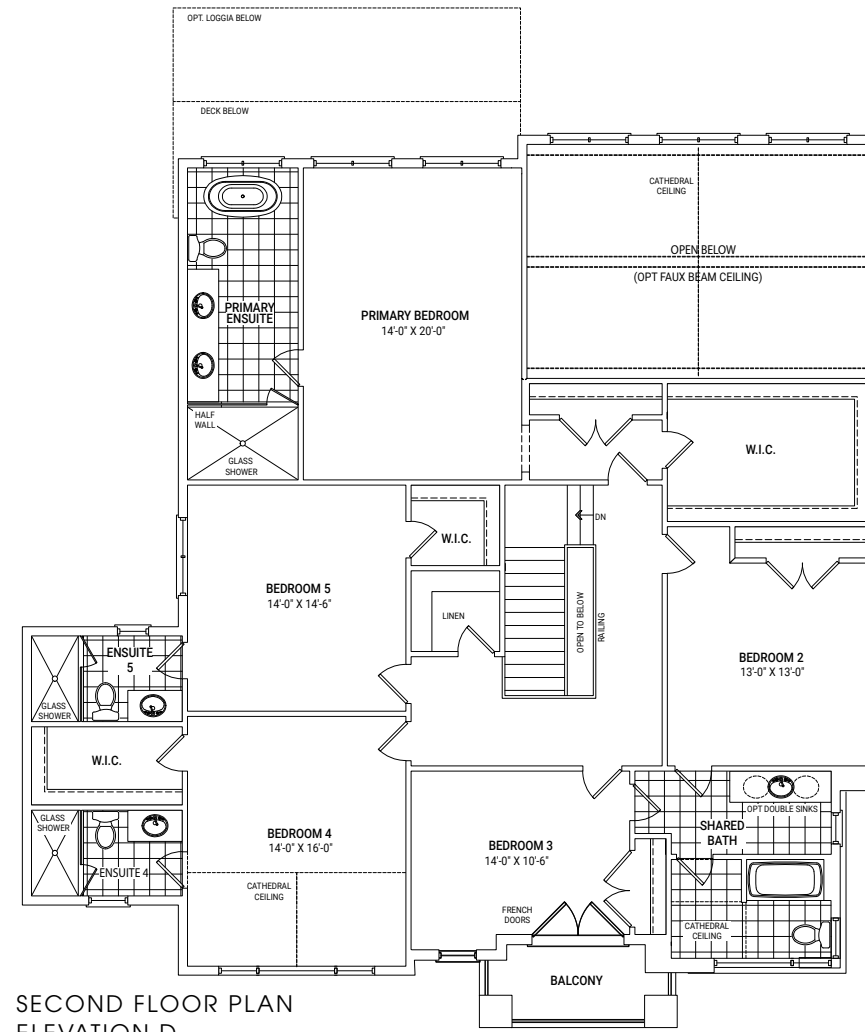 OPT. LOGGIA BELOW
DECK BELOW
CATHEDRAL
CEILING
OPEN BELOW
(OPT FAUX BEAM CEILING)
PRIMARY
ENSUITE
PRIMARY BEDROOM
14'-0" X 20'-0"
HALF
WALL
GLASS
SHOWER
W.I.C.
DN
W.I.C.
BEDROOM 5
14'-0" X 14'-6"
LINEN
OPEN TO BELOW
RAILING
ENSUITE
5
GLASS
SHOWER
BEDROOM 2
13'-0" X 13'-0"
W.I.C.
GLASS
SHOWER
ENSUITE 4
BEDROOM 4
14'-0" X 16'-0"
CATHEDRAL
CEILING
BEDROOM 3
14'-0" X 10'-6"
FRENCH
DOORS
OPT DOUBLE SINKS
SHARED
BATH
CATHEDRAL
CEILING
BALCONY
SECOND FLOOR PLAN
ELEVATION D